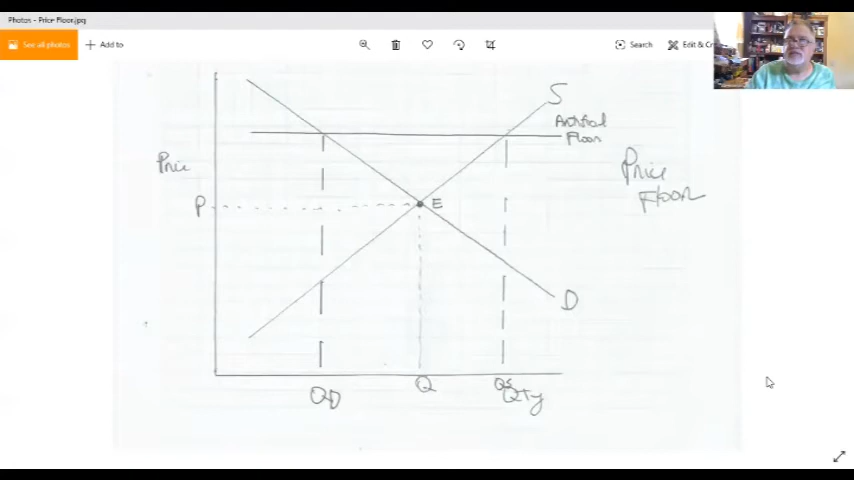 Photos - Price Floor.jpg
See all photos
Add to
Search
Edit & Cr
S
Artificial
Floor
Price
Price
Floor
P
E
D
QD
Q
QS
QTy